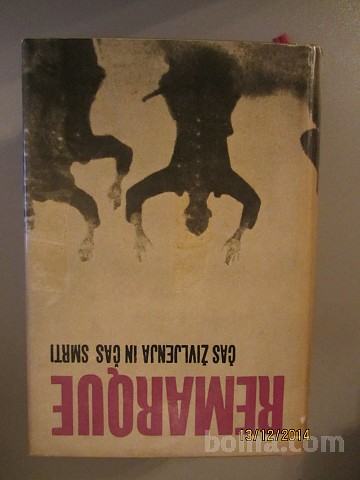 REMARQUE
ČAS ŽIVLJENJA IN ČAS SMRTI
13/12/2014
bolha.com